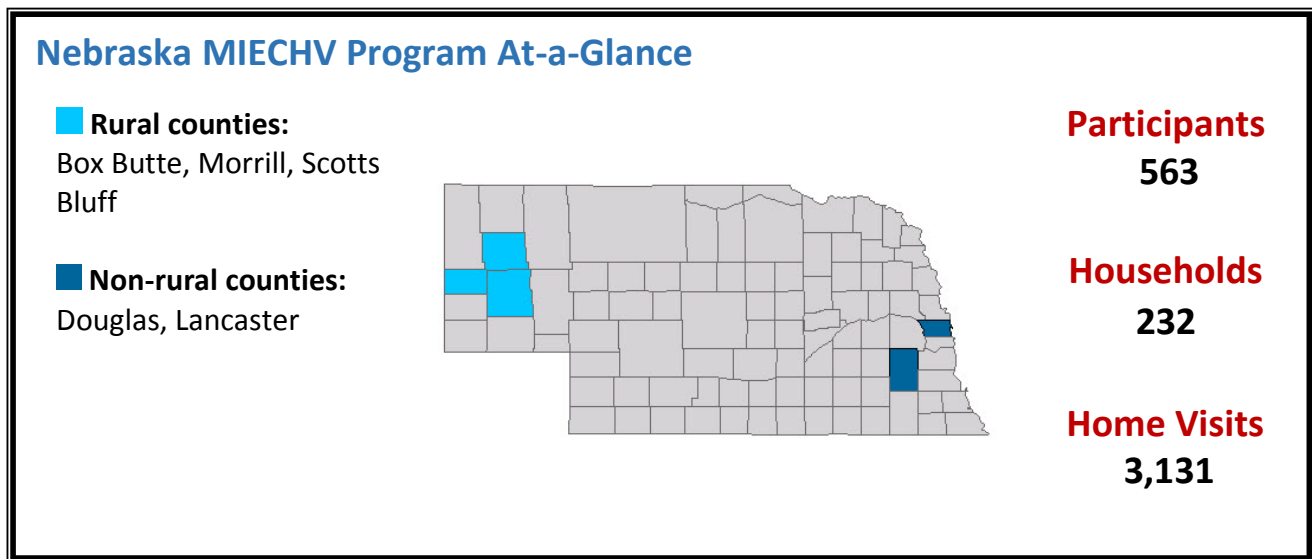 Nebraska MIECHV Program At-a-Glance
Rural counties:
Box Butte, Morrill, Scotts
Bluff
Non-rural counties:
Douglas, Lancaster
Participants
563
Households
232
Home Visits
3,131